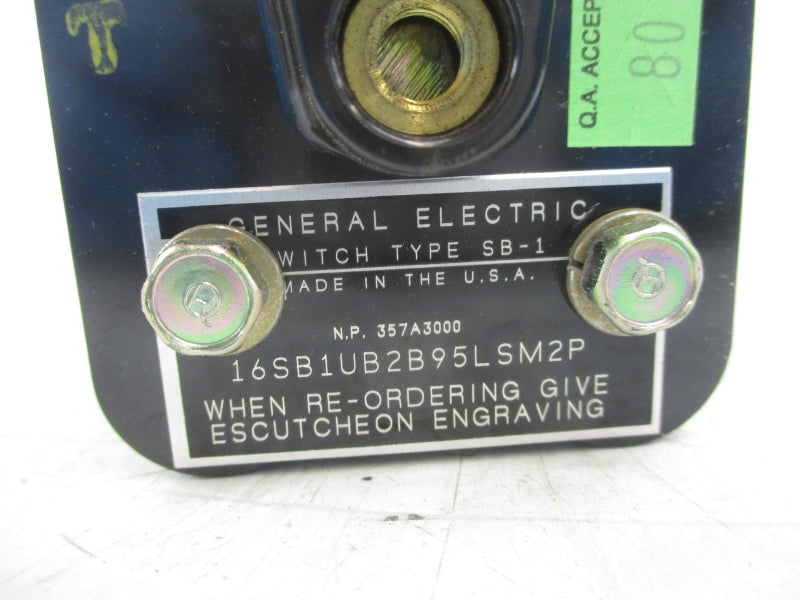 T
Q.A. ACCEP
80
GENERAL ELECTRIC
WITCH TYPE SB-1
MADE IN THE U.S.A.
N.P. 357A3000
16SB1UB2B95LSM2P
WHEN RE-ORDERING GIVE
ESCUTCHEON ENGRAVING